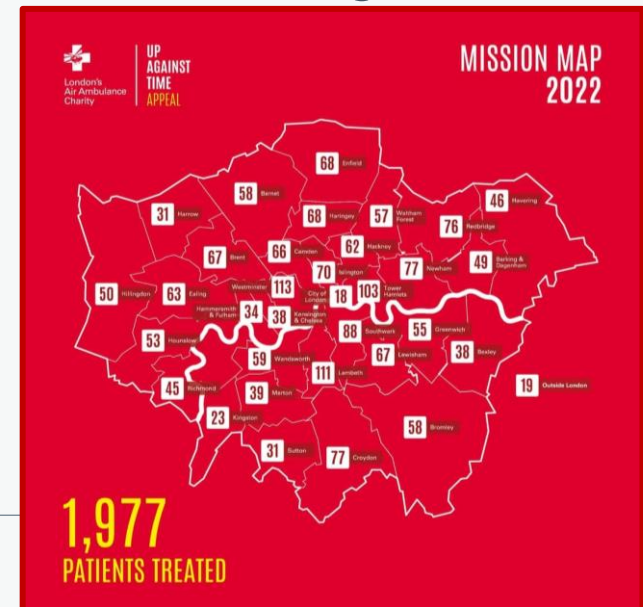 London's
Air Ambulance
Charity
UP
AGAINST
TIME
APPEAL
MISSION MAP
2022
68 Enfield
58 Barnet
31 Harrow
68 Haringey
57 Waltham
Forest
46 Havering
76 Redbridge
67 Brent
66 Camden
62 Hackney
70 Islington
77 Newham
49 Barking &
Dagenham
50 Hillingdon
63 Ealing
Westminster 113
City of
London 18
103 Tower
Hamlets
Hammersmith
& Fulham 34
38 Kensington
& Chelsea
53 Hounslow
88 Southwark
55 Greenwich
59 Wandsworth
67 Lewisham
38 Bexley
45 Richmond
39 Merton
111 Lambeth
19 Outside London
23 Kingston
58 Bromley
31 Sutton
77 Croydon
1,977
PATIENTS TREATED